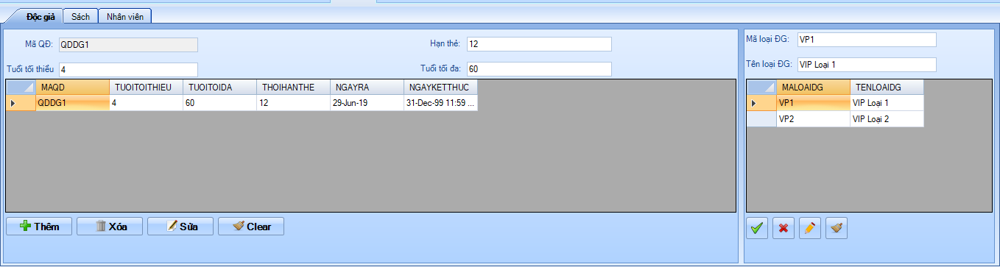 Độc giả Sách Nhân viên
Mã QĐ: QDDG1 Hạn thẻ: 12
Tuổi tối thiểu 4 Tuổi tối đa: 60
MAQD TUOITOITHIEU TUOITOIDA THOIHANTHE NGAYRA NGAYKETTHUC
QDDG1 4 60 12 29-Jun-19 31-Dec-99 11:59 ...
Thêm Xóa Sửa Clear
Mã loại ĐG: VP1
Tên loại ĐG: VIP Loại 1
MALOAIDG TENLOAIDG
VP1 VIP Loại 1
VP2 VIP Loại 2